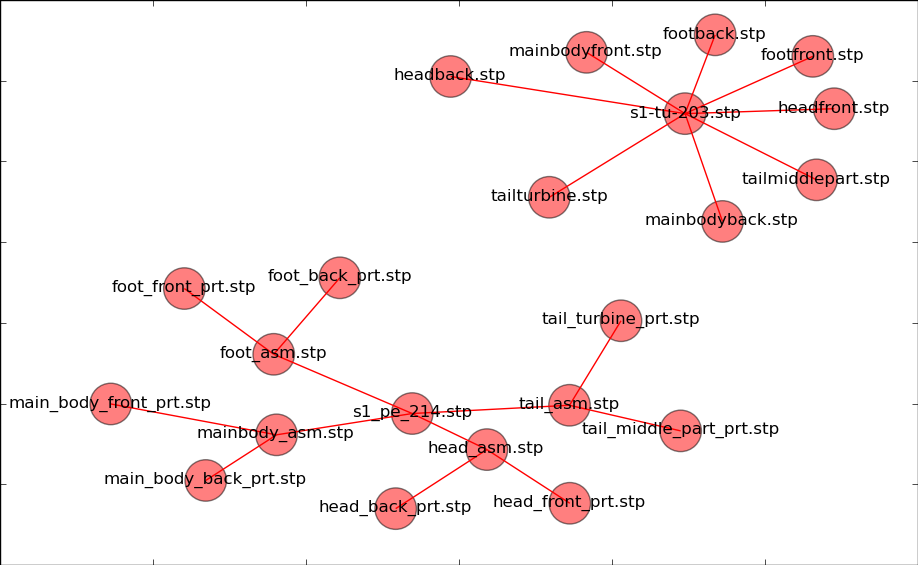 footback.stp
mainbodyfront.stp
footfront.stp
headback.stp
headfront.stp
s1-tu-203.stp
tailmiddlepart.stp
tailturbine.stp
mainbodyback.stp
foot_back_prt.stp
foot_front_prt.stp
tail_turbine_prt.stp
foot_asm.stp
main_body_front_prt.stp
tail_asm.stp
s1_pe_214.stp
mainbody_asm.stp
tail_middle_part_prt.stp
head_asm.stp
main_body_back_prt.stp
head_front_prt.stp
head_back_prt.stp